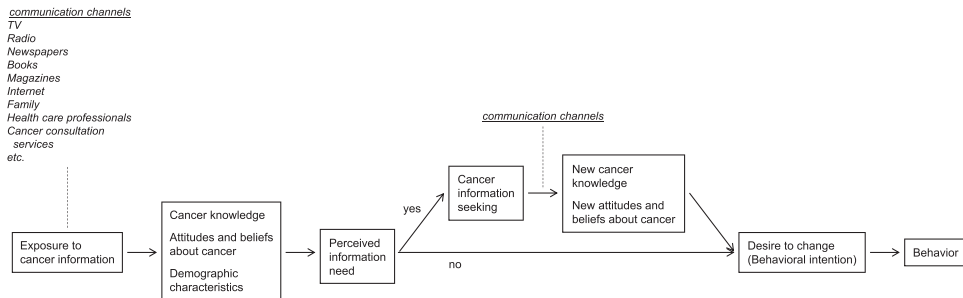 communication channels
TV
Radio
Newspapers
Books
Magazines
Internet
Family
Health care professionals
Cancer consultation
services
etc.
Exposure to
cancer information
Cancer knowledge
Attitudes and beliefs
about cancer
Demographic
characteristics
Perceived
information
need
yes
no
Cancer
information
seeking
communication channels
New cancer
knowledge
New attitudes and
beliefs about cancer
Desire to change
(Behavioral intention)
Behavior